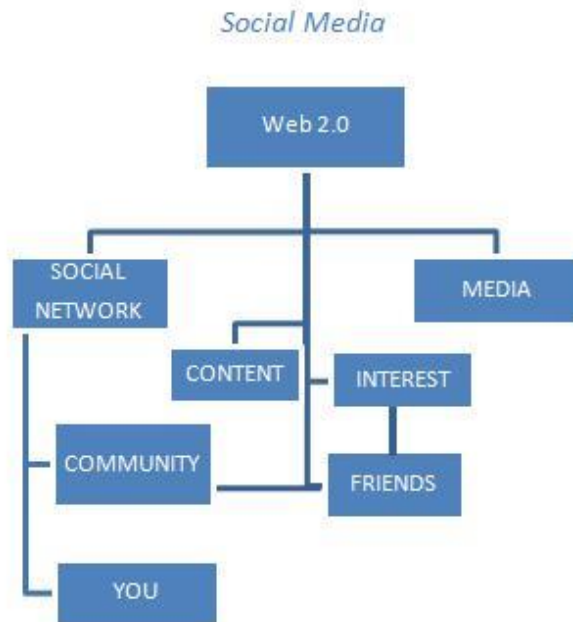 Social Media
Web 2.0
SOCIAL
NETWORK
MEDIA
CONTENT
INTEREST
COMMUNITY
FRIENDS
YOU